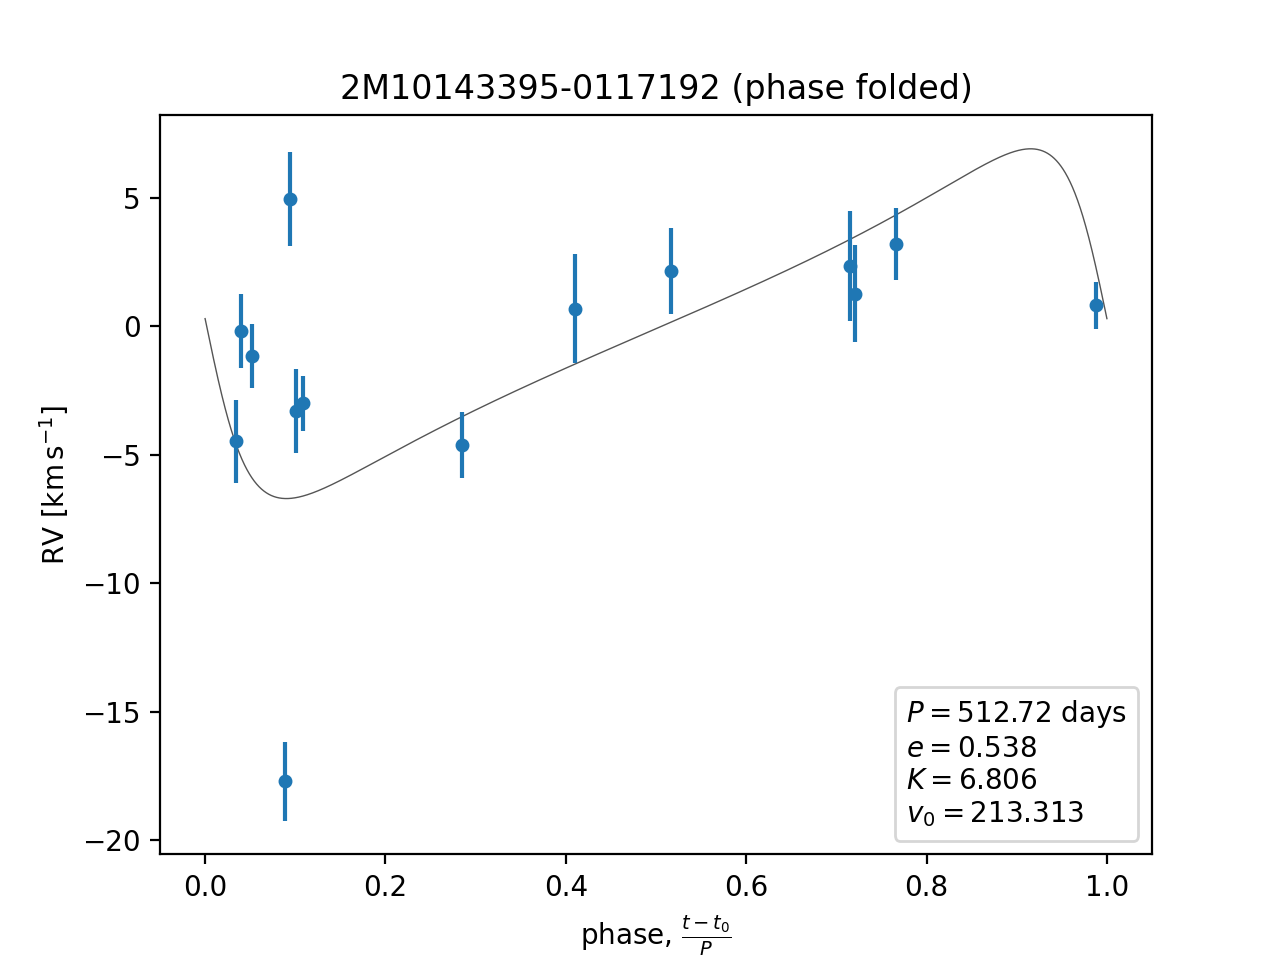 2M10143395-0117192 (phase folded)
RV [km s⁻¹]
5
0
−5
−10
−15
−20
P = 512.72 days
e = 0.538
K = 6.806
v₀ = 213.313
0.0 0.2 0.4 0.6 0.8 1.0
phase, (t − t₀)/P